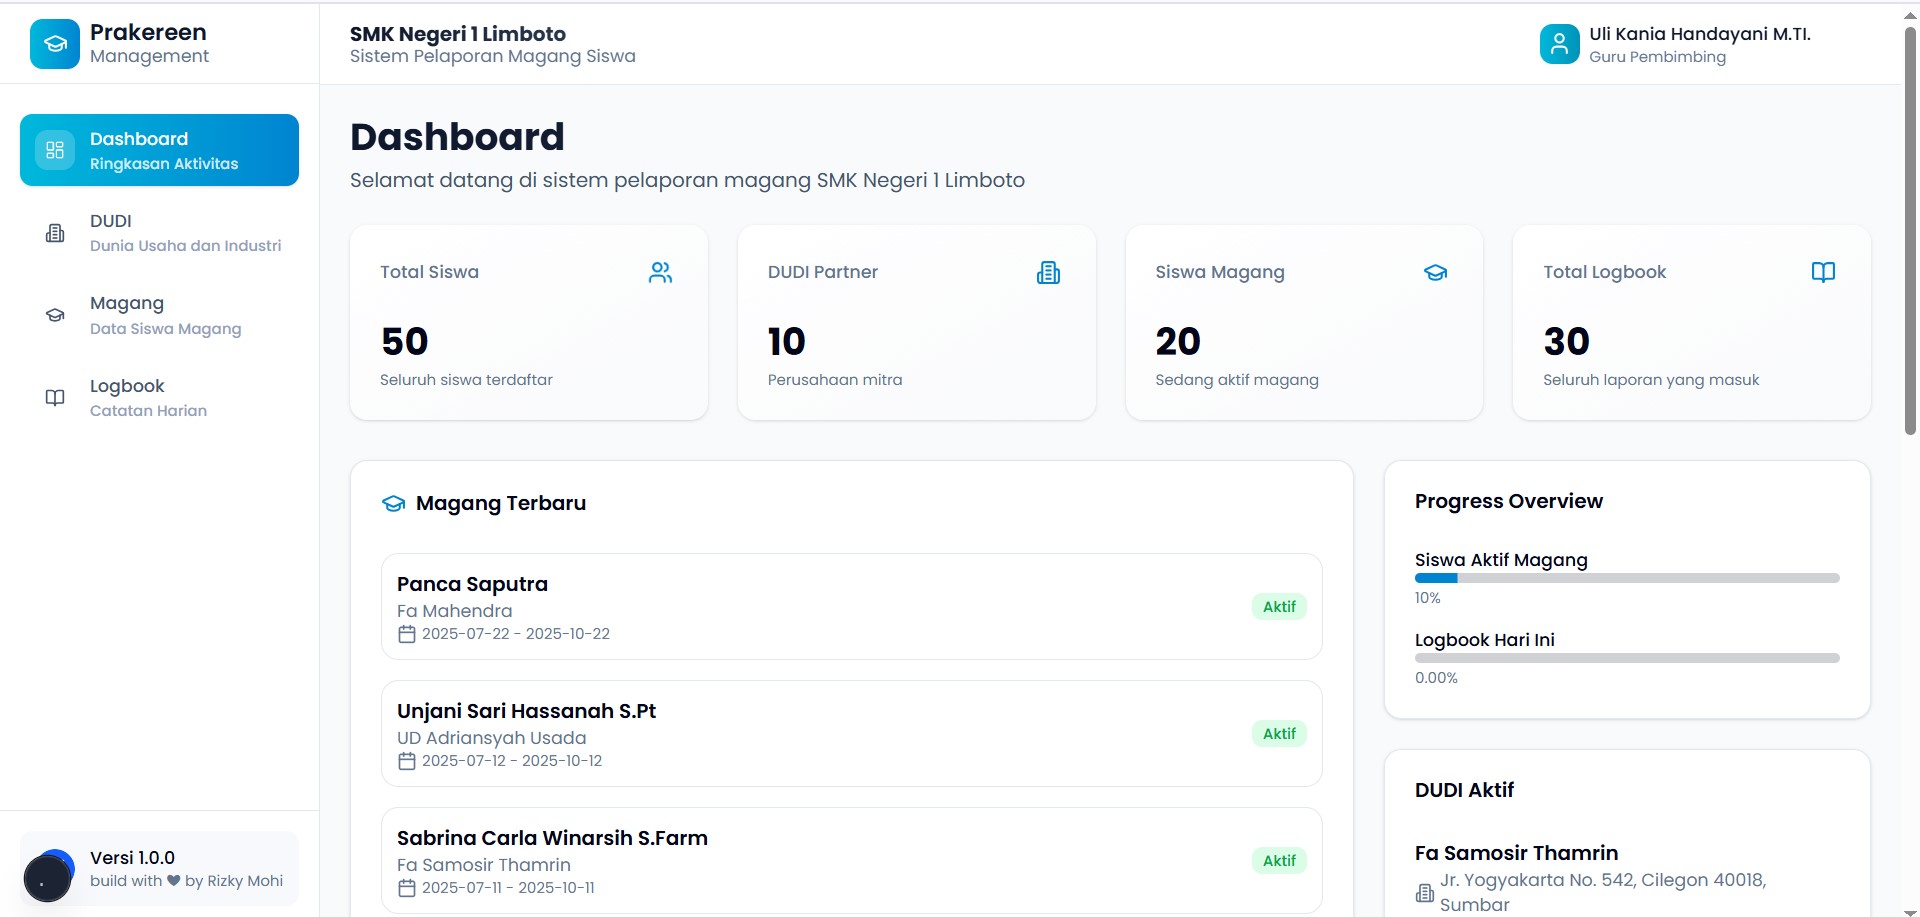 Prakereen
Management
SMK Negeri 1 Limboto
Sistem Pelaporan Magang Siswa
Uli Kania Handayani M.TI.
Guru Pembimbing
Dashboard
Ringkasan Aktivitas
DUDI
Dunia Usaha dan Industri
Magang
Data Siswa Magang
Logbook
Catatan Harian
Versi 1.0.0
build with ♥ by Rizky Mohi
Dashboard
Selamat datang di sistem pelaporan magang SMK Negeri 1 Limboto
Total Siswa
50
Seluruh siswa terdaftar
DUDI Partner
10
Perusahaan mitra
Siswa Magang
20
Sedang aktif magang
Total Logbook
30
Seluruh laporan yang masuk
Magang Terbaru
Panca Saputra
Fa Mahendra
2025-07-22 - 2025-10-22
Aktif
Unjani Sari Hassanah S.Pt
UD Adriansyah Usada
2025-07-12 - 2025-10-12
Aktif
Sabrina Carla Winarsih S.Farm
Fa Samosir Thamrin
2025-07-11 - 2025-10-11
Aktif
Progress Overview
Siswa Aktif Magang
10%
Logbook Hari Ini
0.00%
DUDI Aktif
Fa Samosir Thamrin
Jr. Yogyakarta No. 542, Cilegon 40018,
Sumbar